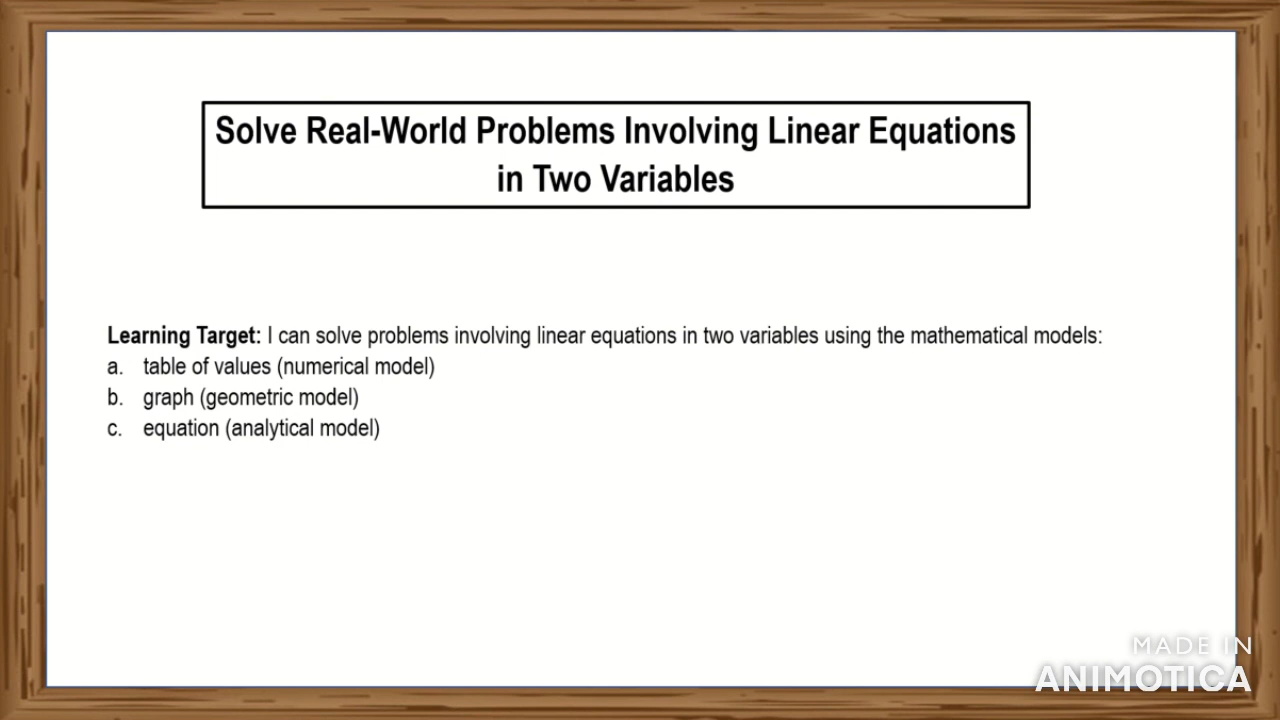 Solve Real-World Problems Involving Linear Equations
in Two Variables
Learning Target: I can solve problems involving linear equations in two variables using the mathematical models:
a. table of values (numerical model)
b. graph (geometric model)
c. equation (analytical model)
MADE IN
ANIMOTICA